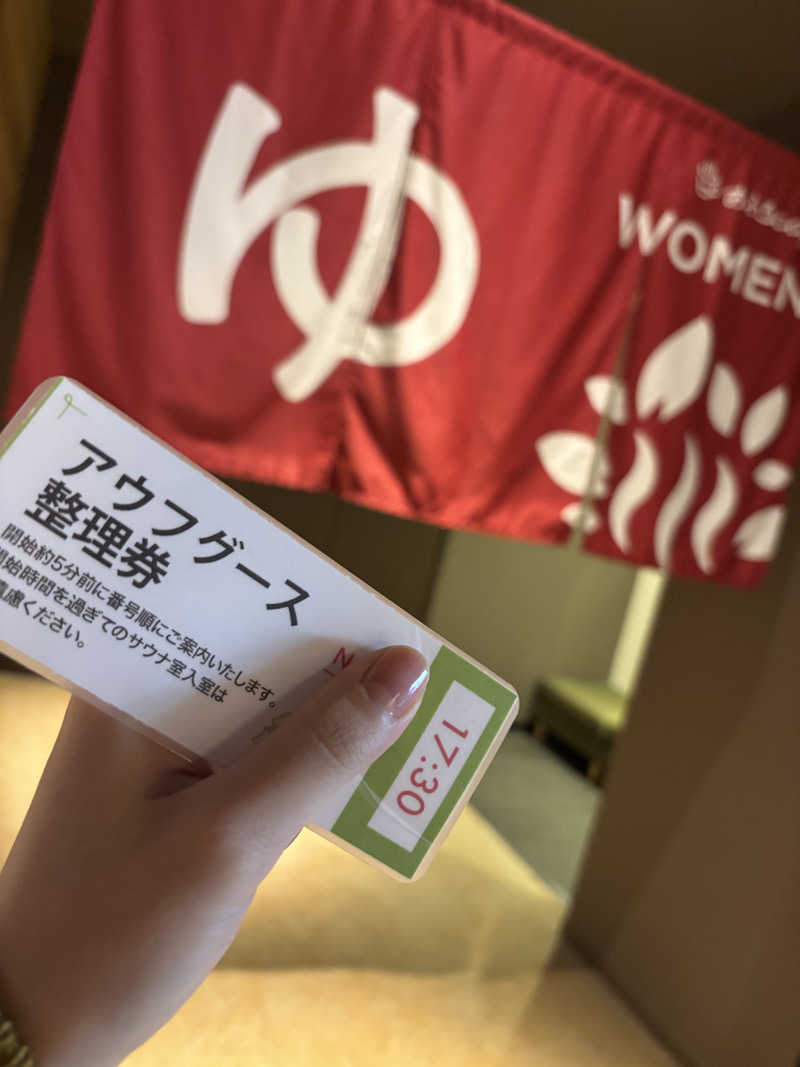 ゆ
WOMEN
アウフグース
整理券
開始約5分前に番号順にご案内いたします。
開始時間を過ぎてのサウナ室入室は
遠慮ください。
N
17:30